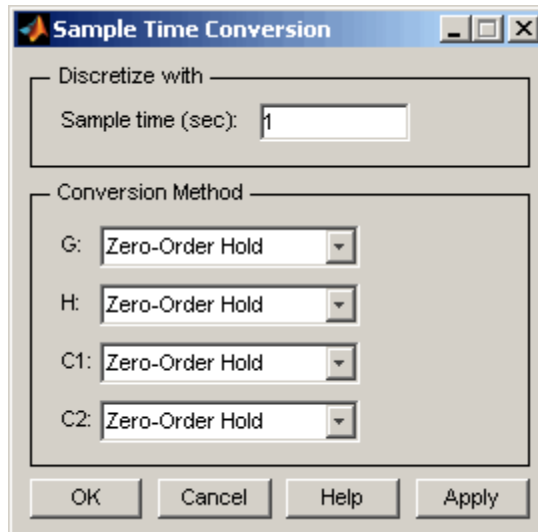 Sample Time Conversion
Discretize with
Sample time (sec): 1
Conversion Method
G: Zero-Order Hold
H: Zero-Order Hold
C1: Zero-Order Hold
C2: Zero-Order Hold
OK Cancel Help Apply